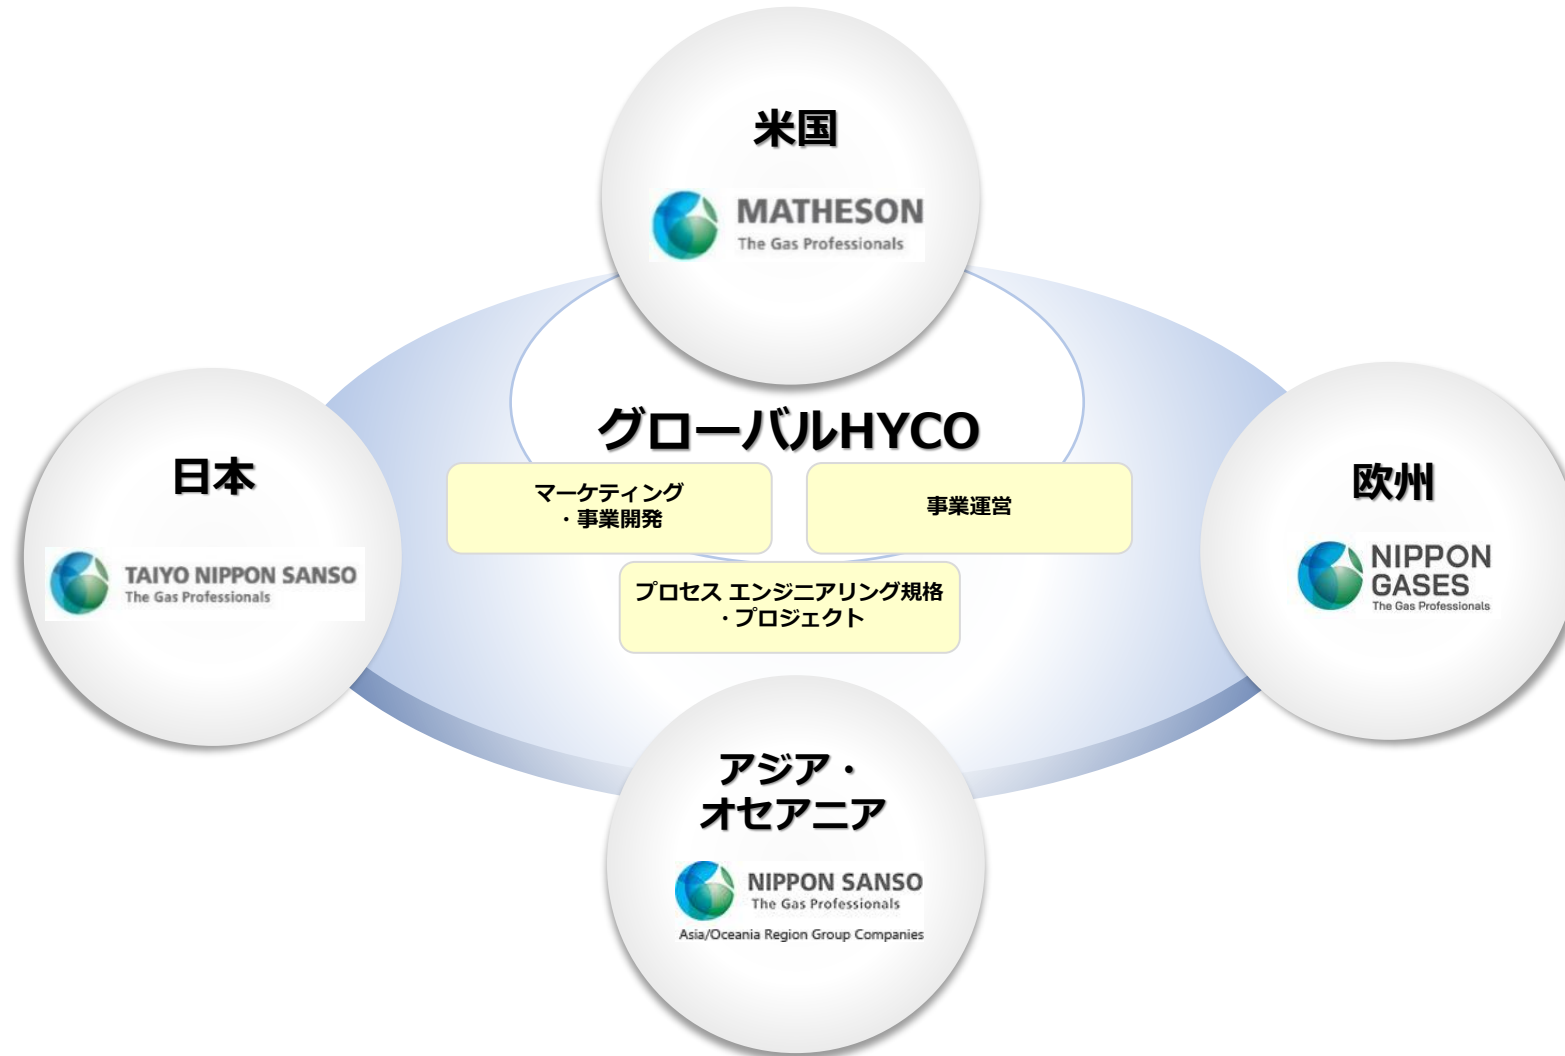 米国
MATHESON
The Gas Professionals
グローバルHYCO
マーケティング
・事業開発
事業運営
プロセス エンジニアリング規格
・プロジェクト
日本
TAIYO NIPPON SANSO
The Gas Professionals
欧州
NIPPON
GASES
The Gas Professionals
アジア・
オセアニア
NIPPON SANSO
The Gas Professionals
Asia/Oceania Region Group Companies